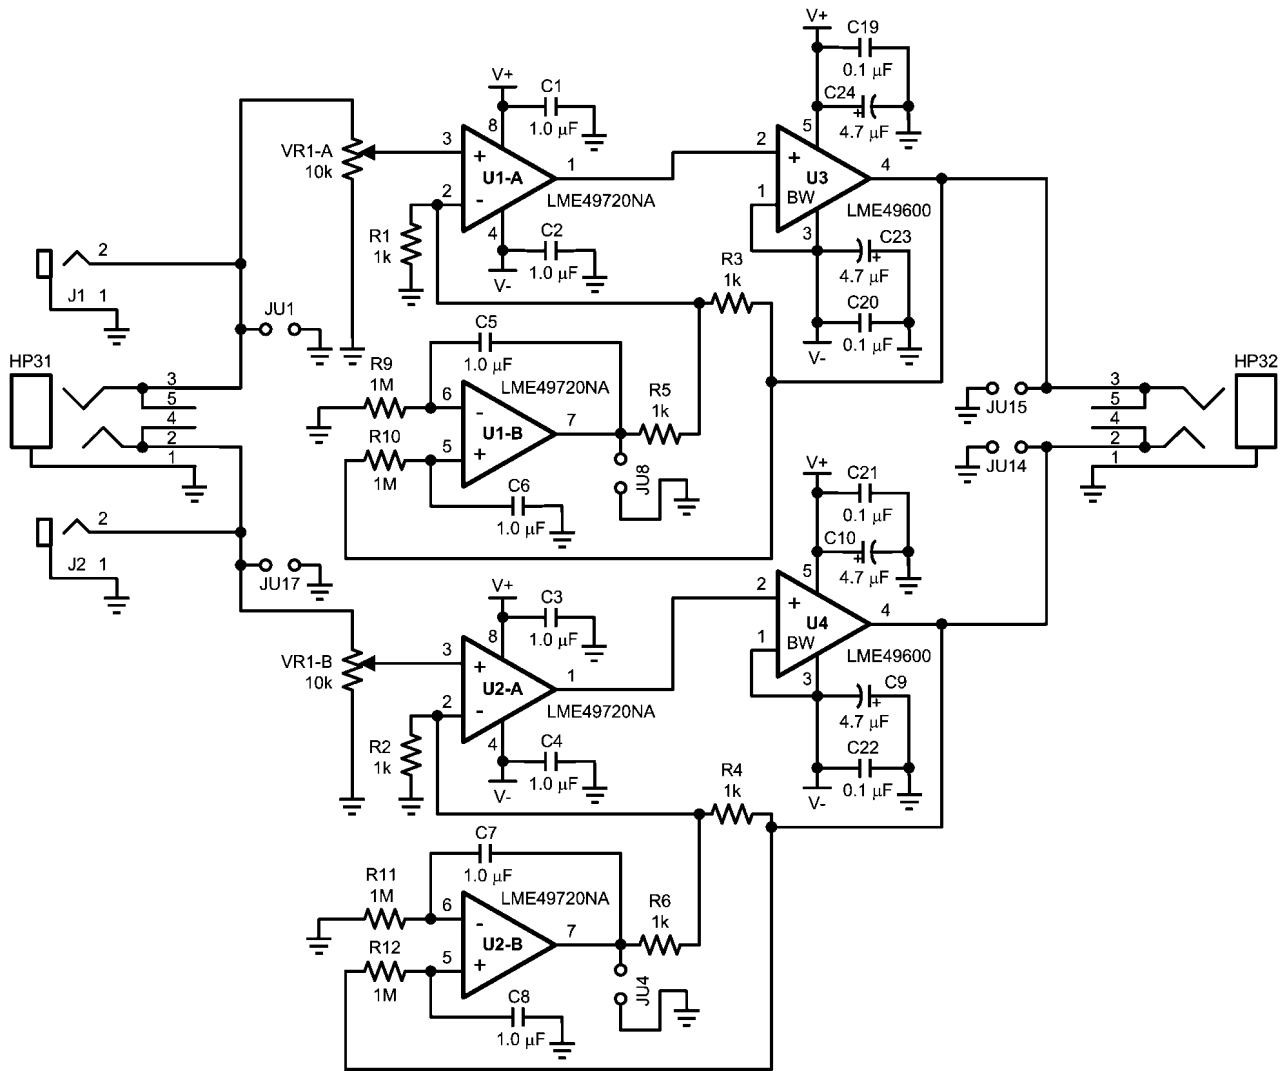 V+
C19
0.1 µF
C24
+
4.7 µF
V+
C1
8
1.0 µF
5
VR1-A
10k
3
+
U1-A
1
2
+
U3
4
2
-
LME49720NA
1
BW
LME49600
R1
1k
4
C2
1.0 µF
V-
3
C23
+
4.7 µF
2
J1 1
R3
1k
JU1
C20
0.1 µF
V-
C5
1.0 µF
HP31
3
5
4
2
1
R9
1M
6
-
LME49720NA
U1-B
7
R5
1k
R10
1M
5
+
JU8
C6
1.0 µF
HP32
3
5
4
2
1
JU15
JU14
V+
C21
0.1 µF
C10
+
4.7 µF
5
2
J2 1
JU17
V+
C3
8
1.0 µF
2
+
U4
4
1
BW
LME49600
VR1-B
10k
3
+
U2-A
1
2
-
LME49720NA
3
C9
+
4.7 µF
R2
1k
4
C4
1.0 µF
V-
R4
1k
C22
0.1 µF
V-
C7
1.0 µF
R11
1M
6
-
LME49720NA
U2-B
7
R6
1k
R12
1M
5
+
JU4
C8
1.0 µF